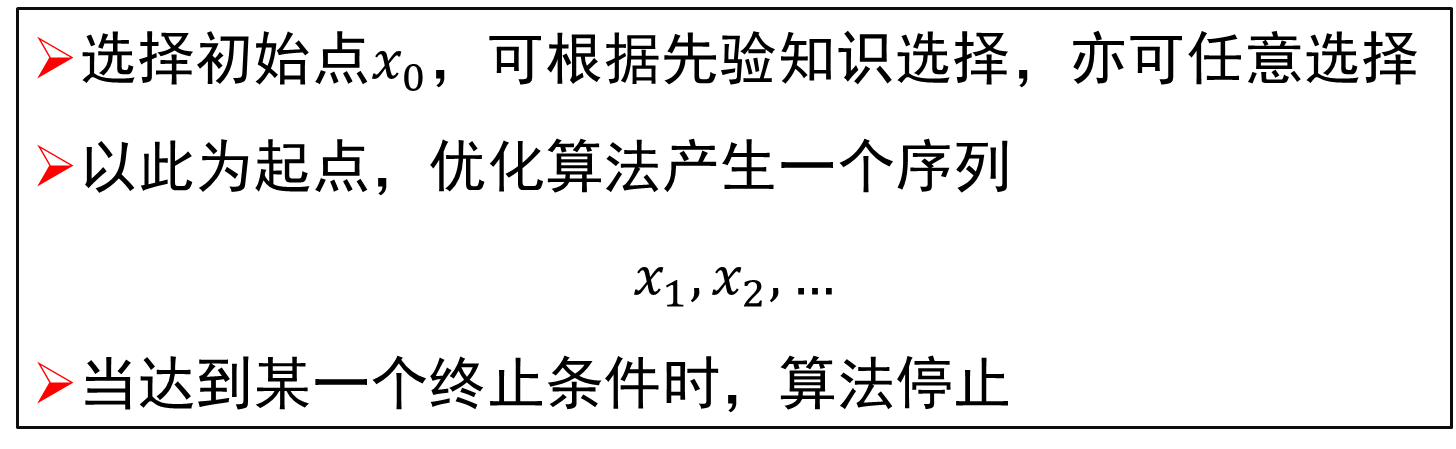 ➢选择初始点𝑥₀，可根据先验知识选择，亦可任意选择
➢以此为起点，优化算法产生一个序列
𝑥₁, 𝑥₂, …
➢当达到某一个终止条件时，算法停止